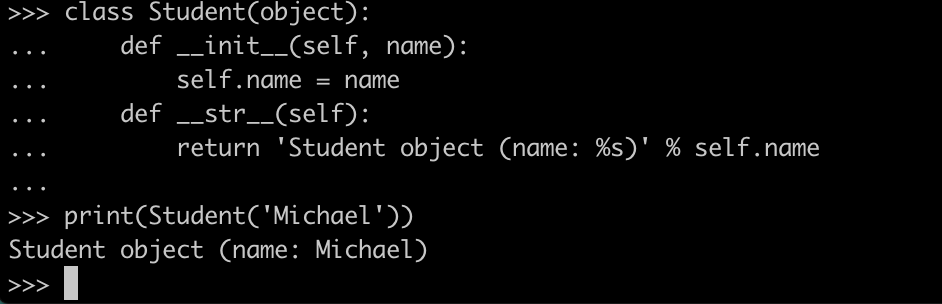 >>> class Student(object):
...     def __init__(self, name):
...         self.name = name
...     def __str__(self):
...         return 'Student object (name: %s)' % self.name
...
>>> print(Student('Michael'))
Student object (name: Michael)
>>>